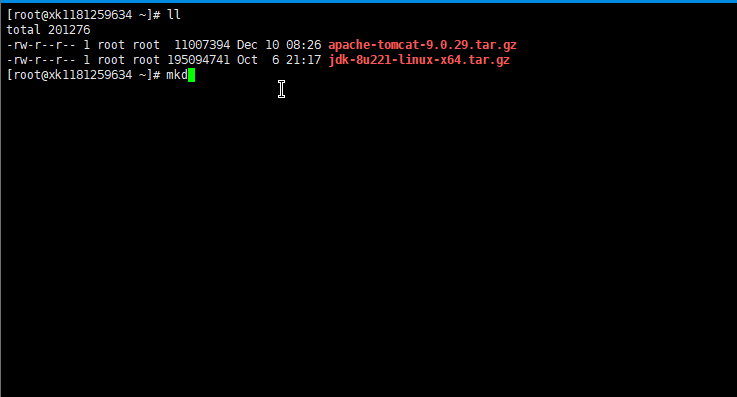 [root@xk1181259634 ~]# ll
total 201276
-rw-r--r-- 1 root root  11007394 Dec 10 08:26 apache-tomcat-9.0.29.tar.gz
-rw-r--r-- 1 root root 195094741 Oct  6 21:17 jdk-8u221-linux-x64.tar.gz
[root@xk1181259634 ~]# mkd